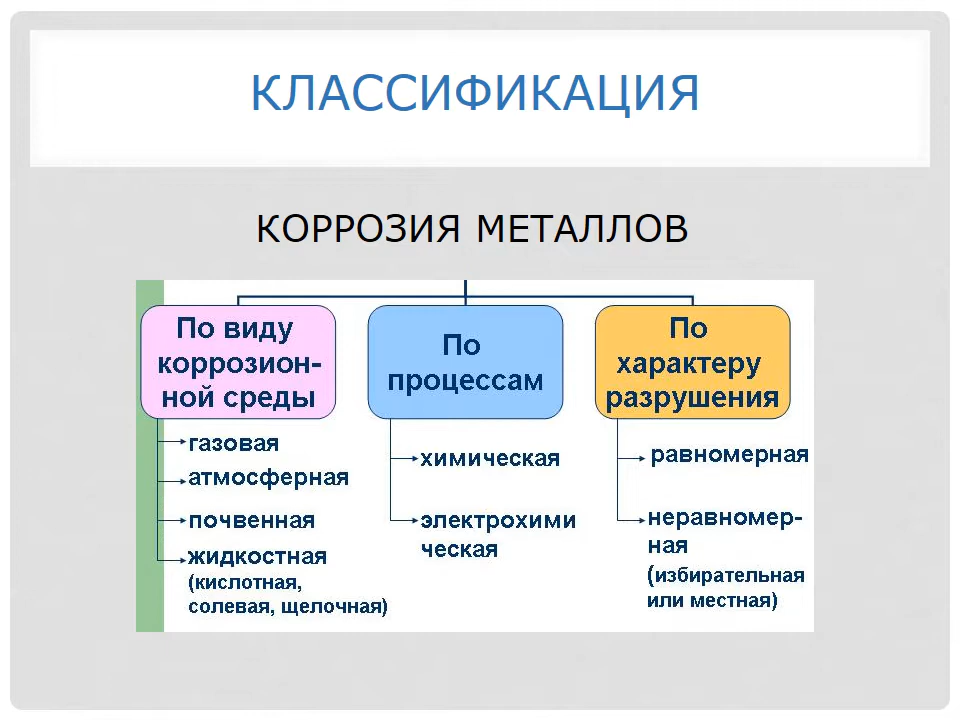 КЛАССИФИКАЦИЯ
КОРРОЗИЯ МЕТАЛЛОВ
По виду
коррозион-
ной среды
газовая
атмосферная
почвенная
жидкостная
(кислотная,
солевая, щелочная)
По
процессам
химическая
электрохими
ческая
По
характеру
разрушения
равномерная
неравномер-
ная
(избирательная
или местная)